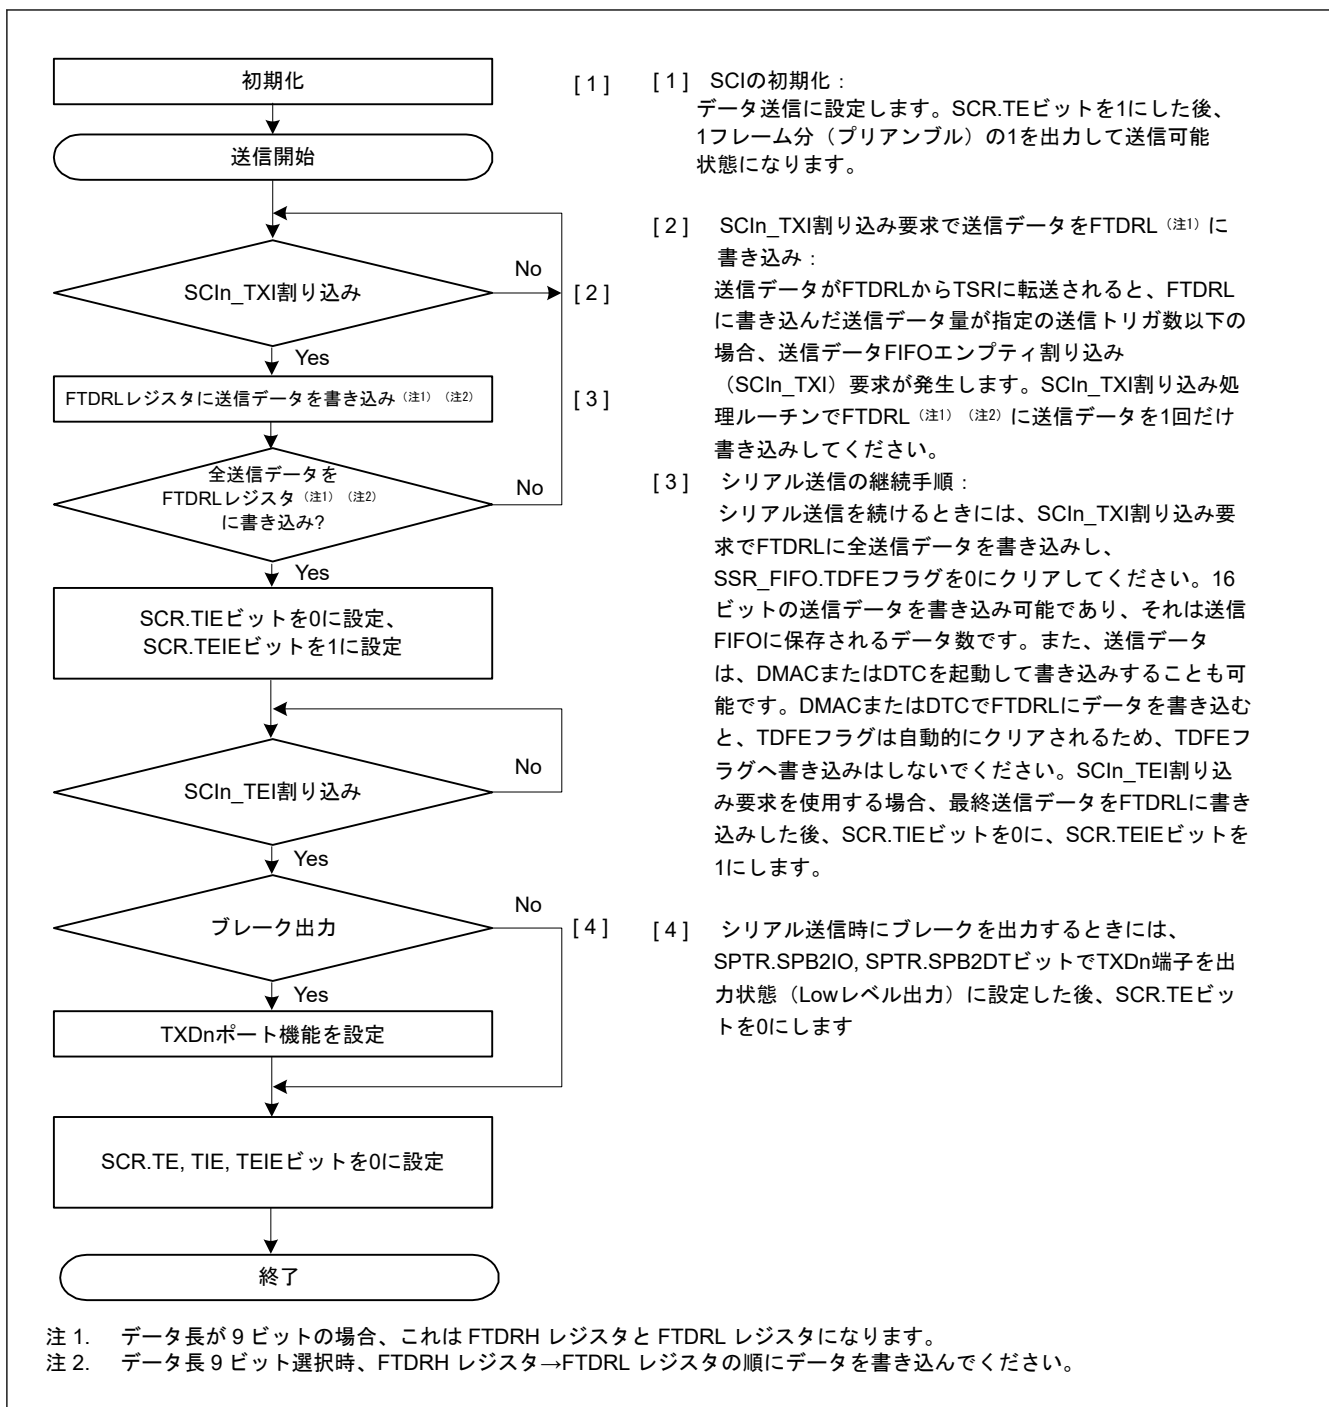 初期化
[ 1 ]
送信開始
SCIn_TXI割り込み
No
[ 2 ]
Yes
FTDRLレジスタに送信データを書き込み（注1）（注2）
[ 3 ]
全送信データを
FTDRLレジスタ（注1）（注2）
に書き込み?
No
Yes
SCR.TIEビットを0に設定、
SCR.TEIEビットを1に設定
SCIn_TEI割り込み
No
Yes
ブレーク出力
No
[ 4 ]
Yes
TXDnポート機能を設定
SCR.TE, TIE, TEIEビットを0に設定
終了
[ 1 ] SCIの初期化：
データ送信に設定します。SCR.TEビットを1にした後、
1フレーム分（プリアンブル）の1を出力して送信可能
状態になります。
[ 2 ] SCIn_TXI割り込み要求で送信データをFTDRL（注1）に
書き込み：
送信データがFTDRLからTSRに転送されると、FTDRL
に書き込んだ送信データ量が指定の送信トリガ数以下の
場合、送信データFIFOエンプティ割り込み
（SCIn_TXI）要求が発生します。SCIn_TXI割り込み処
理ルーチンでFTDRL（注1）（注2）に送信データを1回だけ
書き込みしてください。
[ 3 ] シリアル送信の継続手順：
シリアル送信を続けるときには、SCIn_TXI割り込み要
求でFTDRLに全送信データを書き込みし、
SSR_FIFO.TDFEフラグを0にクリアしてください。16
ビットの送信データを書き込み可能であり、それは送信
FIFOに保存されるデータ数です。また、送信データ
は、DMACまたはDTCを起動して書き込みすることも可
能です。DMACまたはDTCでFTDRLにデータを書き込む
と、TDFEフラグは自動的にクリアされるため、TDFEフ
ラグへ書き込みはしないでください。SCIn_TEI割り込
み要求を使用する場合、最終送信データをFTDRLに書き
込みした後、SCR.TIEビットを0に、SCR.TEIEビットを
1にします。
[ 4 ] シリアル送信時にブレークを出力するときには、
SPTR.SPB2IO, SPTR.SPB2DTビットでTXDn端子を出
力状態（Lowレベル出力）に設定した後、SCR.TEビッ
トを0にします
注 1. データ長が 9 ビットの場合、これは FTDRH レジスタと FTDRL レジスタになります。
注 2. データ長 9 ビット選択時、FTDRH レジスタ→FTDRL レジスタの順にデータを書き込んでください。